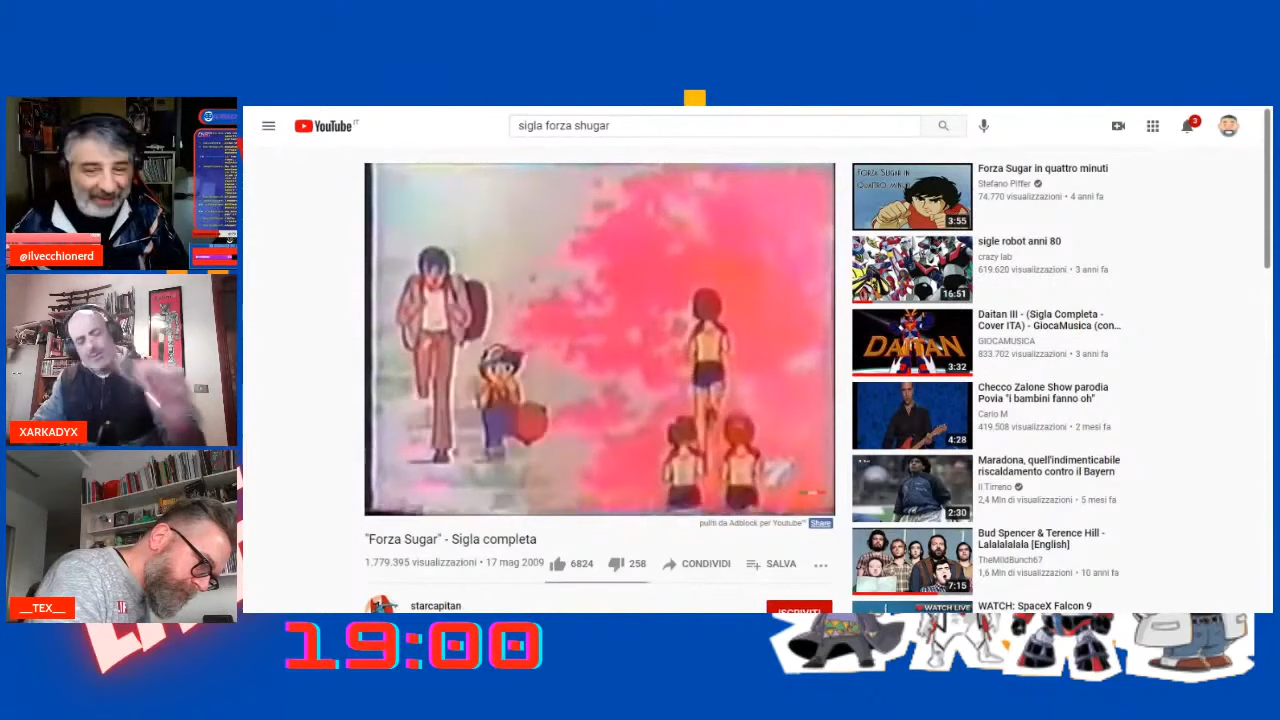 @ilvecchionerd
XARKADYX
__TEX__
YouTube IT
sigla forza shugar
3
"Forza Sugar" - Sigla completa
puliti da Adblock per Youtube™ Share
1.779.395 visualizzazioni • 17 mag 2009
6824
258
CONDIVIDI
SALVA
starcapitan
ISCRIVITI
FORZA SUGAR IN
QUATTRO MINUTI
3:55
Forza Sugar in quattro minuti
Stefano Piffer
74.770 visualizzazioni • 4 anni fa
16:51
sigle robot anni 80
crazy lab
619.620 visualizzazioni • 3 anni fa
DAITAN
3:32
Daitan III - (Sigla Completa -
Cover ITA) - GiocaMusica (con...
GIOCAMUSICA
833.702 visualizzazioni • 3 anni fa
4:28
Checco Zalone Show parodia
Povia "i bambini fanno oh"
Carlo M
419.508 visualizzazioni • 2 mesi fa
2:30
Maradona, quell'indimenticabile
riscaldamento contro il Bayern
Il Tirreno
2,4 Mln di visualizzazioni • 5 mesi fa
7:15
Bud Spencer & Terence Hill -
Lalalalalala [English]
TheMildBunch67
1,6 Mln di visualizzazioni • 10 anni fa
WATCH LIVE
WATCH: SpaceX Falcon 9
19:00